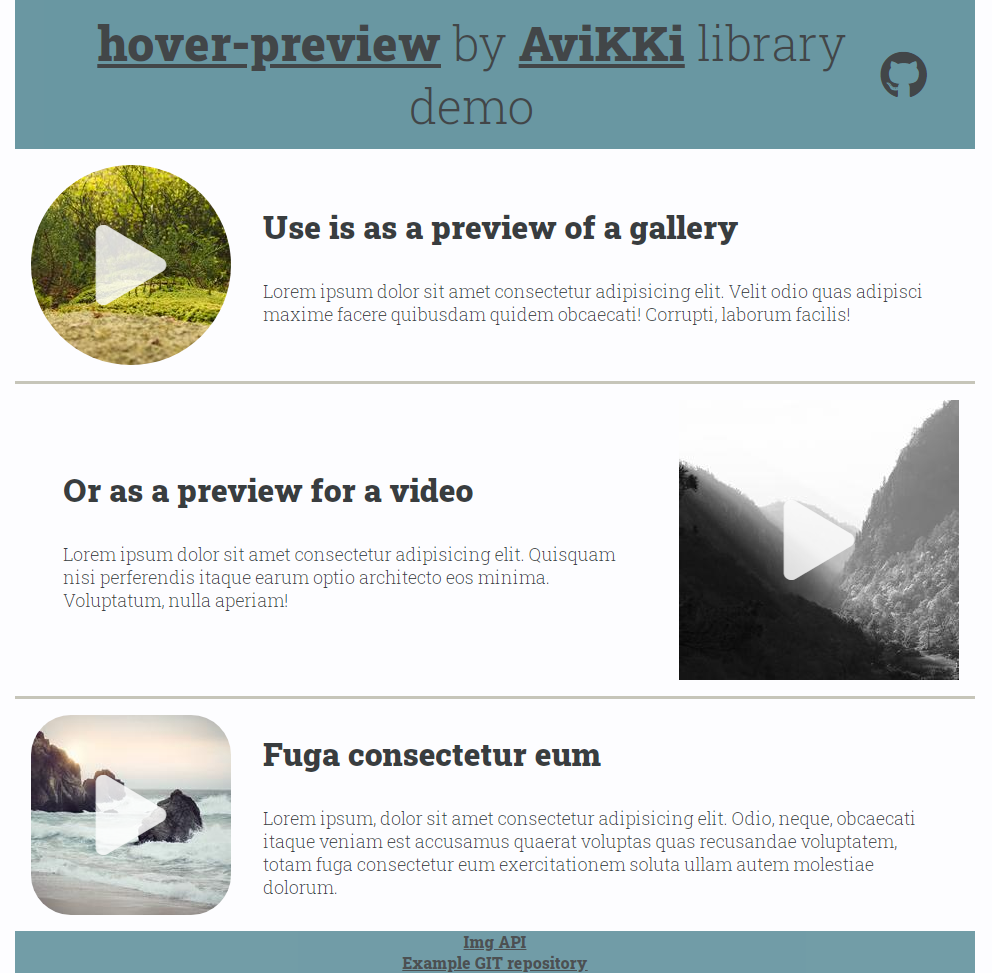 hover-preview by AviKKi library
demo
Use is as a preview of a gallery
Lorem ipsum dolor sit amet consectetur adipisicing elit. Velit odio quas adipisci
maxime facere quibusdam quidem obcaecati! Corrupti, laborum facilis!
Or as a preview for a video
Lorem ipsum dolor sit amet consectetur adipisicing elit. Quisquam
nisi perferendis itaque earum optio architecto eos minima.
Voluptatum, nulla aperiam!
Fuga consectetur eum
Lorem ipsum, dolor sit amet consectetur adipisicing elit. Odio, neque, obcaecati
itaque veniam est accusamus quaerat voluptas quas recusandae voluptatem,
totam fuga consectetur eum exercitationem soluta ullam autem molestiae
dolorum.
Img API
Example GIT repository